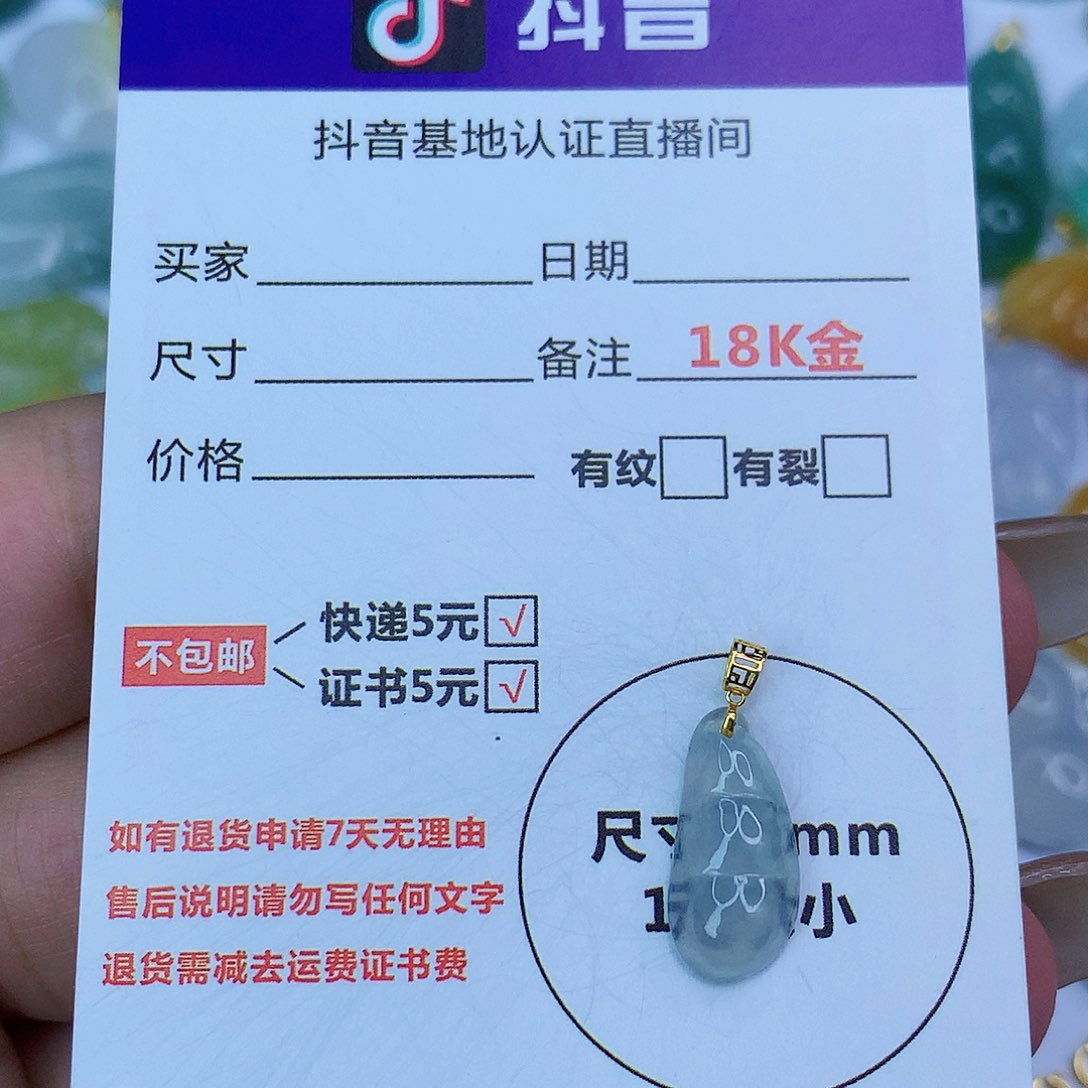 抖音
抖音基地认证直播间
买家 日期
尺寸 备注 18K金
价格 有纹 有裂
快递5元 √
不包邮
证书5元 √
如有退货申请7天无理由
售后说明请勿写任何文字
退货需减去运费证书费
尺寸 mm
小